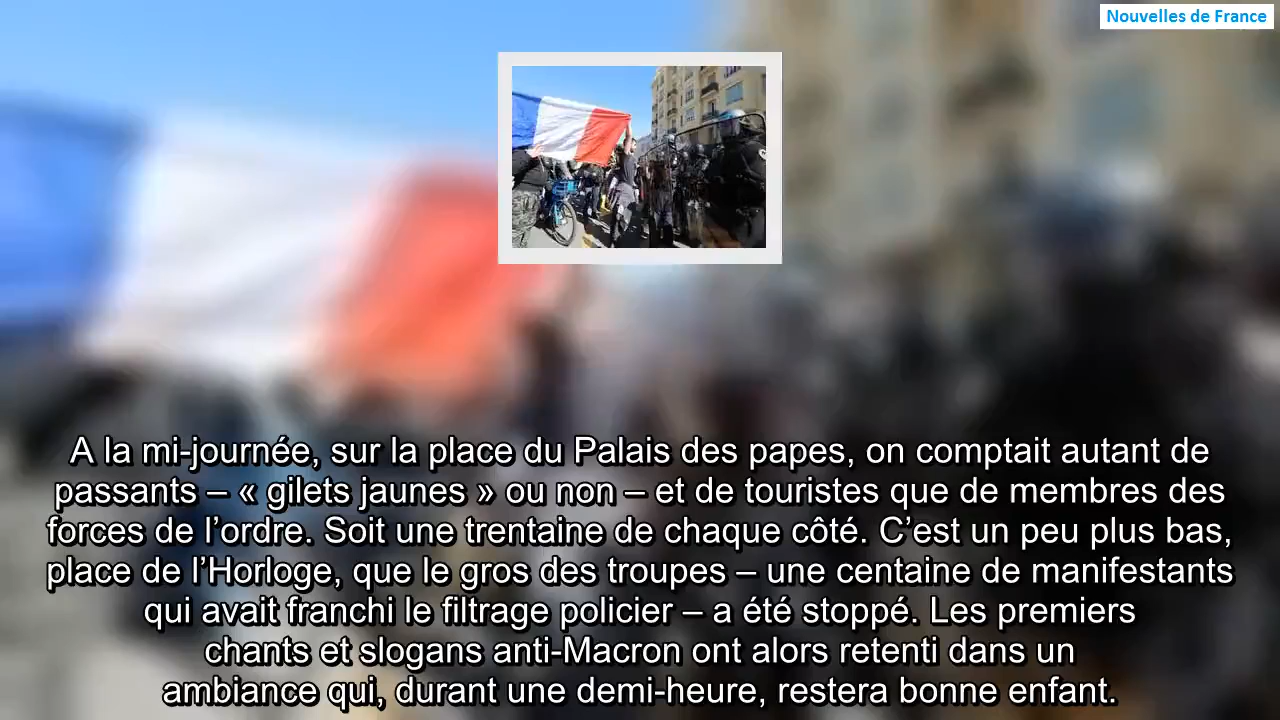 Nouvelles de France
A la mi-journée, sur la place du Palais des papes, on comptait autant de
passants – « gilets jaunes » ou non – et de touristes que de membres des
forces de l’ordre. Soit une trentaine de chaque côté. C’est un peu plus bas,
place de l’Horloge, que le gros des troupes – une centaine de manifestants
qui avait franchi le filtrage policier – a été stoppé. Les premiers
chants et slogans anti-Macron ont alors retenti dans un
ambiance qui, durant une demi-heure, restera bonne enfant.